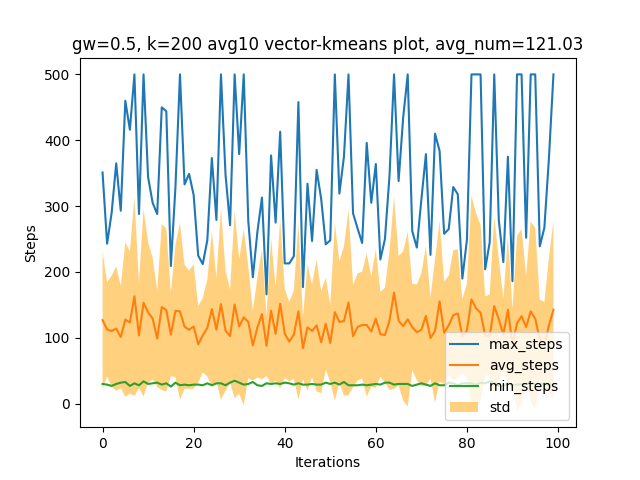 gw=0.5, k=200 avg10 vector-kmeans plot, avg_num=121.03
500
400
300
200
100
0
Steps
0 20 40 60 80 100
Iterations
max_steps
avg_steps
min_steps
std